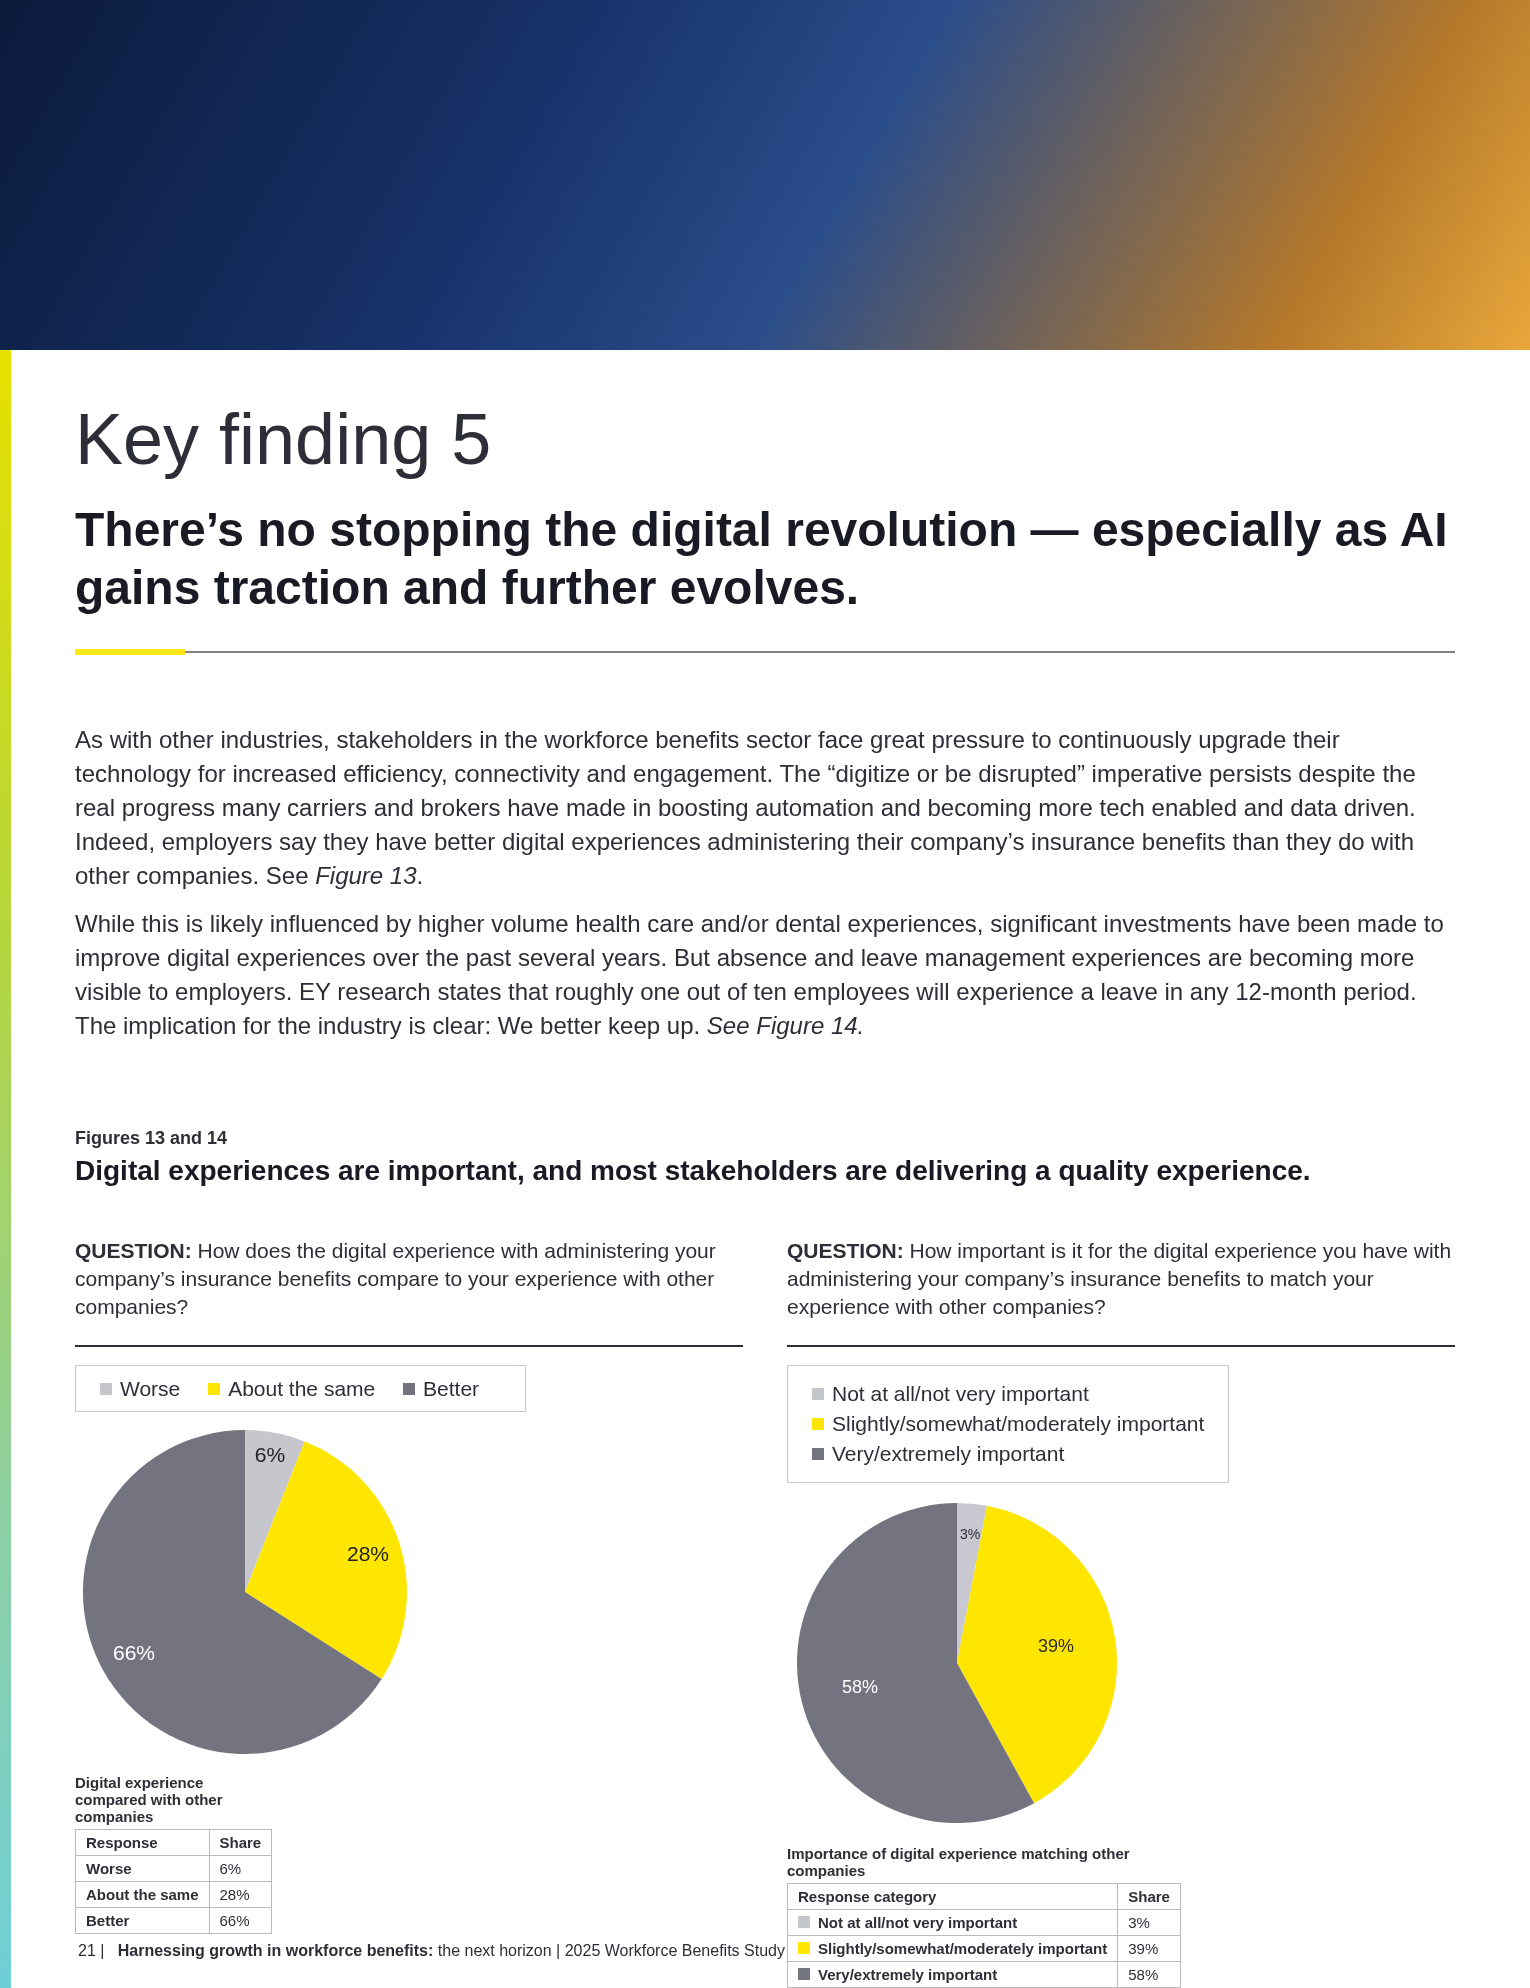 Key finding 5
There’s no stopping the digital revolution — especially as AI
gains traction and further evolves.
As with other industries, stakeholders in the workforce benefits sector face great pressure to continuously upgrade their
technology for increased efficiency, connectivity and engagement. The “digitize or be disrupted” imperative persists despite the
real progress many carriers and brokers have made in boosting automation and becoming more tech enabled and data driven.
Indeed, employers say they have better digital experiences administering their company’s insurance benefits than they do with
other companies. See Figure 13.
While this is likely influenced by higher volume health care and/or dental experiences, significant investments have been made to
improve digital experiences over the past several years. But absence and leave management experiences are becoming more
visible to employers. EY research states that roughly one out of ten employees will experience a leave in any 12-month period.
The implication for the industry is clear: We better keep up. See Figure 14.
Figures 13 and 14
Digital experiences are important, and most stakeholders are delivering a quality experience.
QUESTION: How does the digital experience with administering your
company’s insurance benefits compare to your experience with other
companies?
Worse About the same Better
6%
28%
66%
Digital experience
compared with other
companies
Response Share
Worse 6%
About the same 28%
Better 66%
QUESTION: How important is it for the digital experience you have with
administering your company’s insurance benefits to match your
experience with other companies?
Not at all/not very important
Slightly/somewhat/moderately important
Very/extremely important
3%
39%
58%
Importance of digital experience matching other
companies
Response category Share
Not at all/not very important 3%
Slightly/somewhat/moderately important 39%
Very/extremely important 58%
21 | Harnessing growth in workforce benefits: the next horizon | 2025 Workforce Benefits Study